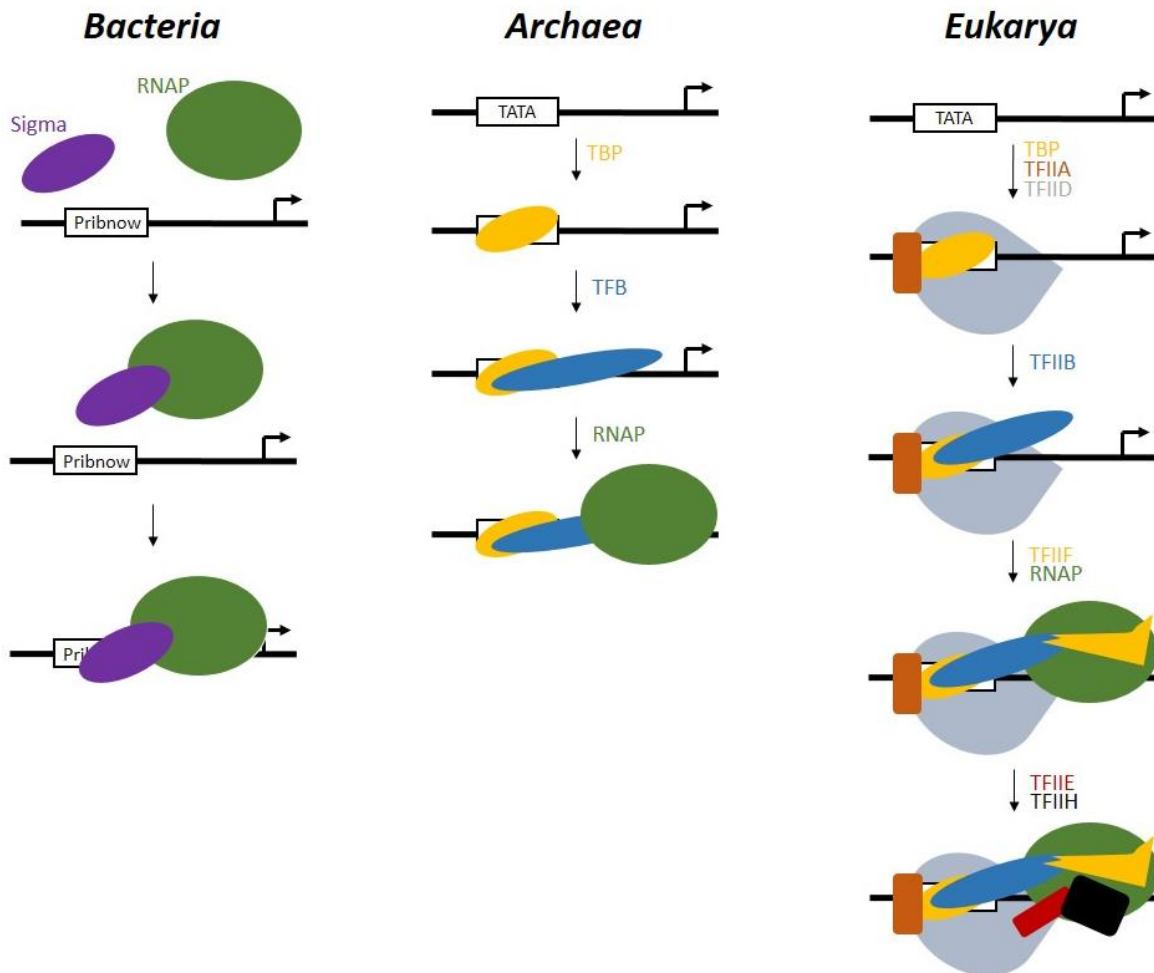 Bacteria
RNAP
Sigma
Pribnow
Pribnow
Archaea
TATA
TBP
TFB
RNAP
Eukarya
TATA
TBP
TFIIA
TFIID
TFIIB
TFIIF
RNAP
TFIIE
TFIIH